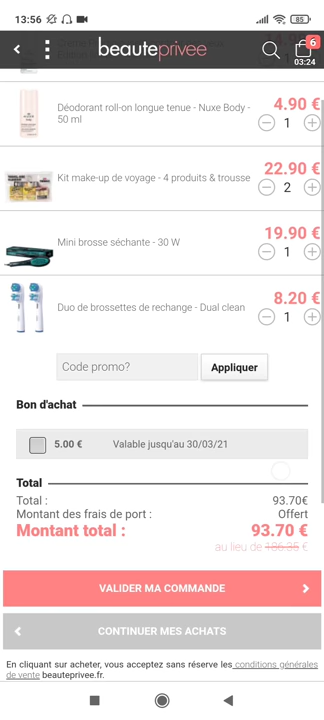 13:56
85
beauteprivee
6
03:24
4.90 €
Déodorant roll-on longue tenue - Nuxe Body -
50 ml
1
22.90 €
Kit make-up de voyage - 4 produits & trousse
2
19.90 €
Mini brosse séchante - 30 W
1
8.20 €
Duo de brossettes de rechange - Dual clean
1
Code promo?
Appliquer
Bon d'achat
5.00 € Valable jusqu'au 30/03/21
Total
Total : 93.70€
Montant des frais de port : Offert
Montant total : 93.70 €
au lieu de 186.35 €
VALIDER MA COMMANDE
CONTINUER MES ACHATS
En cliquant sur acheter, vous acceptez sans réserve les conditions générales
de vente beauteprivee.fr.